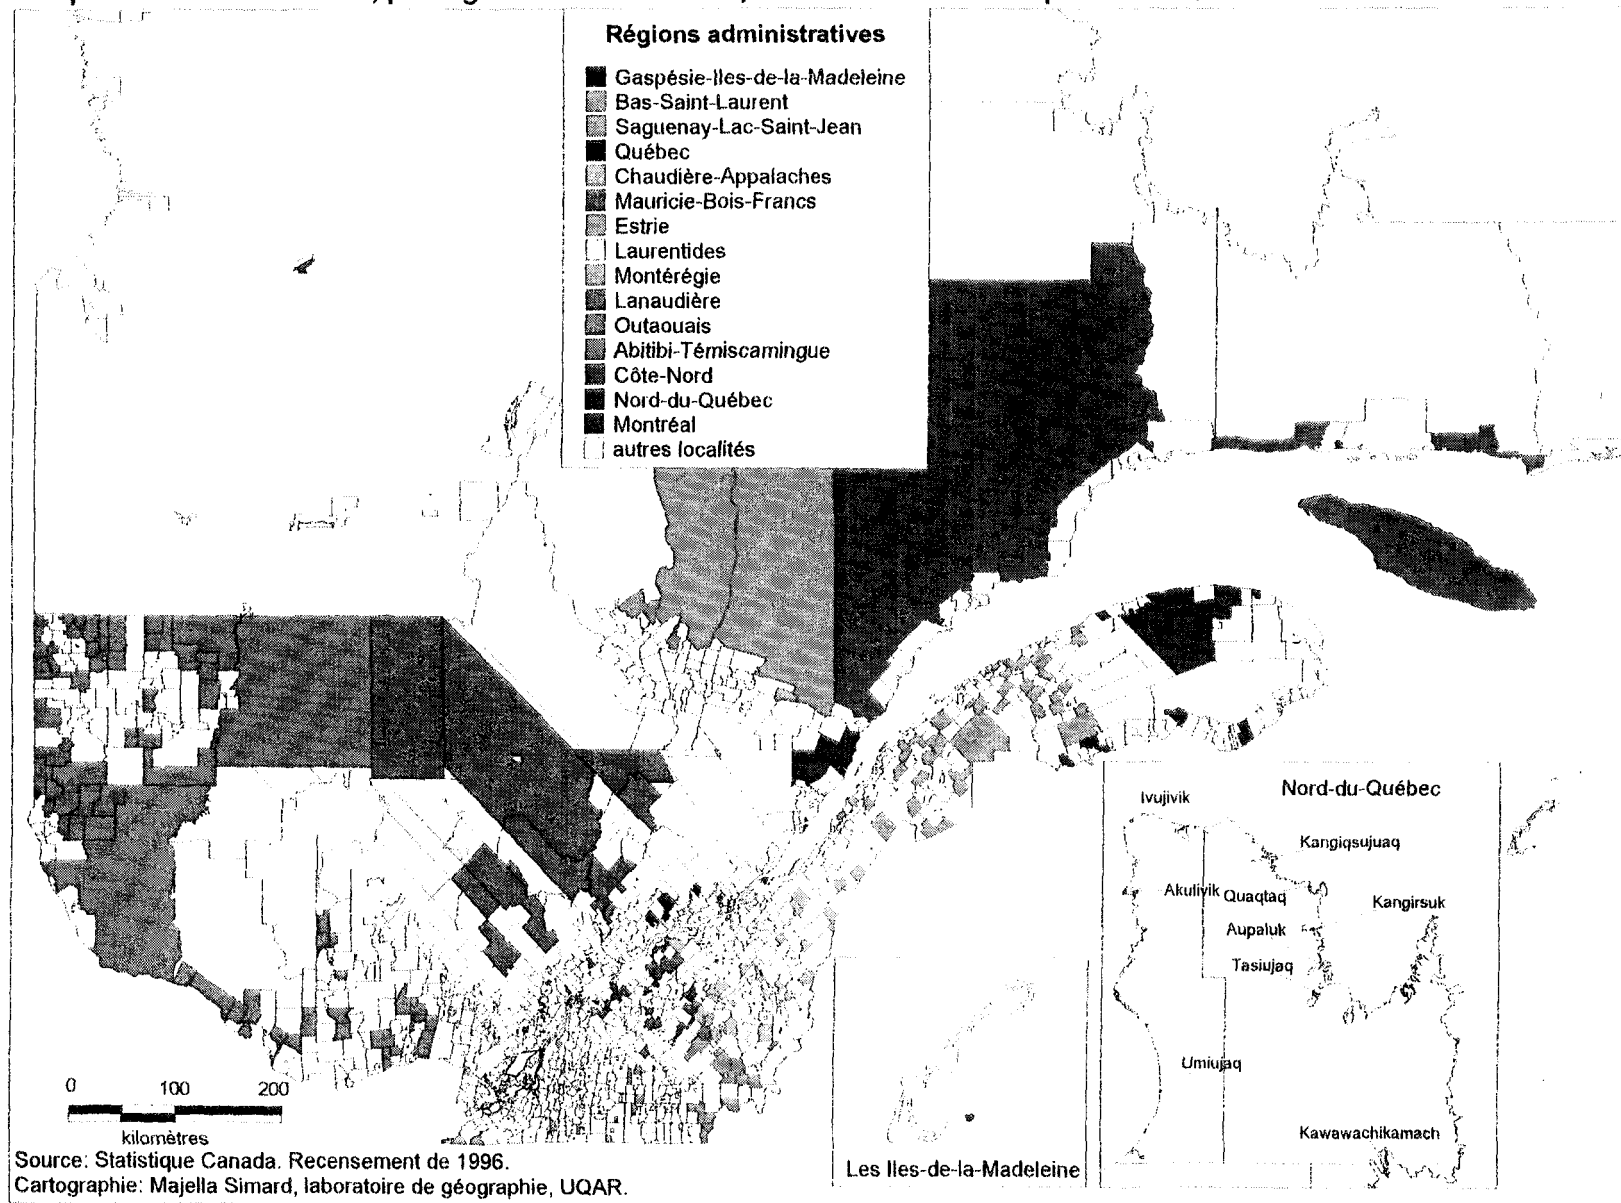 Régions administratives
Gaspésie-Iles-de-la-Madeleine
Bas-Saint-Laurent
Saguenay-Lac-Saint-Jean
Québec
Chaudière-Appalaches
Mauricie-Bois-Francs
Estrie
Laurentides
Montérégie
Lanaudière
Outaouais
Abitibi-Témiscamingue
Côte-Nord
Nord-du-Québec
Montréal
autres localités
Nord-du-Québec
Ivujivik
Kangiqsujuaq
Akulivik
Quaqtaq
Kangirsuk
Aupaluk
Tasiujaq
Umiujaq
Kawawachikamach
Les Iles-de-la-Madeleine
0 100 200
kilomètres
Source: Statistique Canada. Recensement de 1996.
Cartographie: Majella Simard, laboratoire de géographie, UQAR.